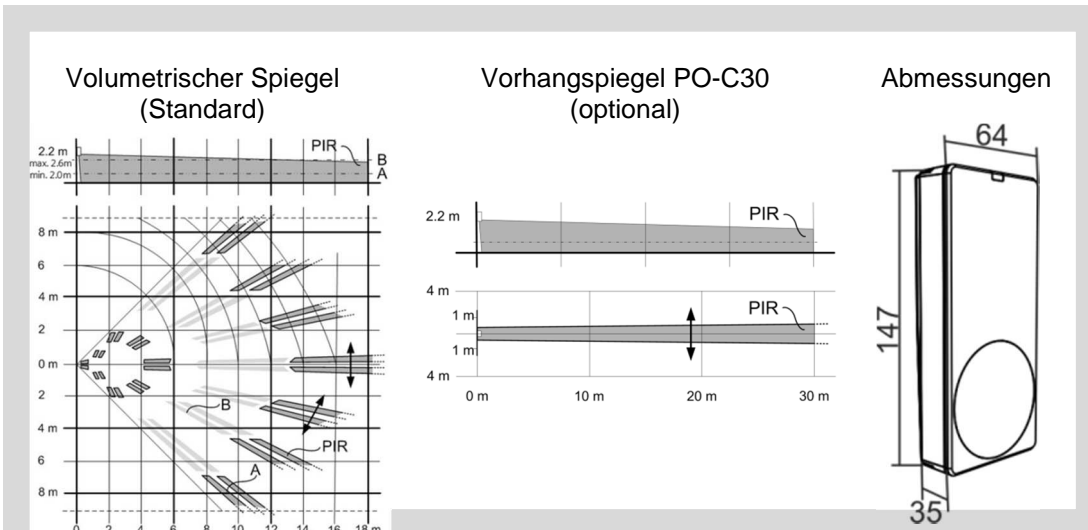 Volumetrischer Spiegel
(Standard)
PIR
2.2 m
max. 2.6m
min. 2.0m
B
A
8 m
6
4 m
2
0 m
2
4 m
6
8 m
B
PIR
A
0 2 4 6 8 10 12 14 16 18 m
Vorhangspiegel PO-C30
(optional)
2.2 m
PIR
4 m
1 m
1 m
4 m
PIR
0 m 10 m 20 m 30 m
Abmessungen
64
147
35